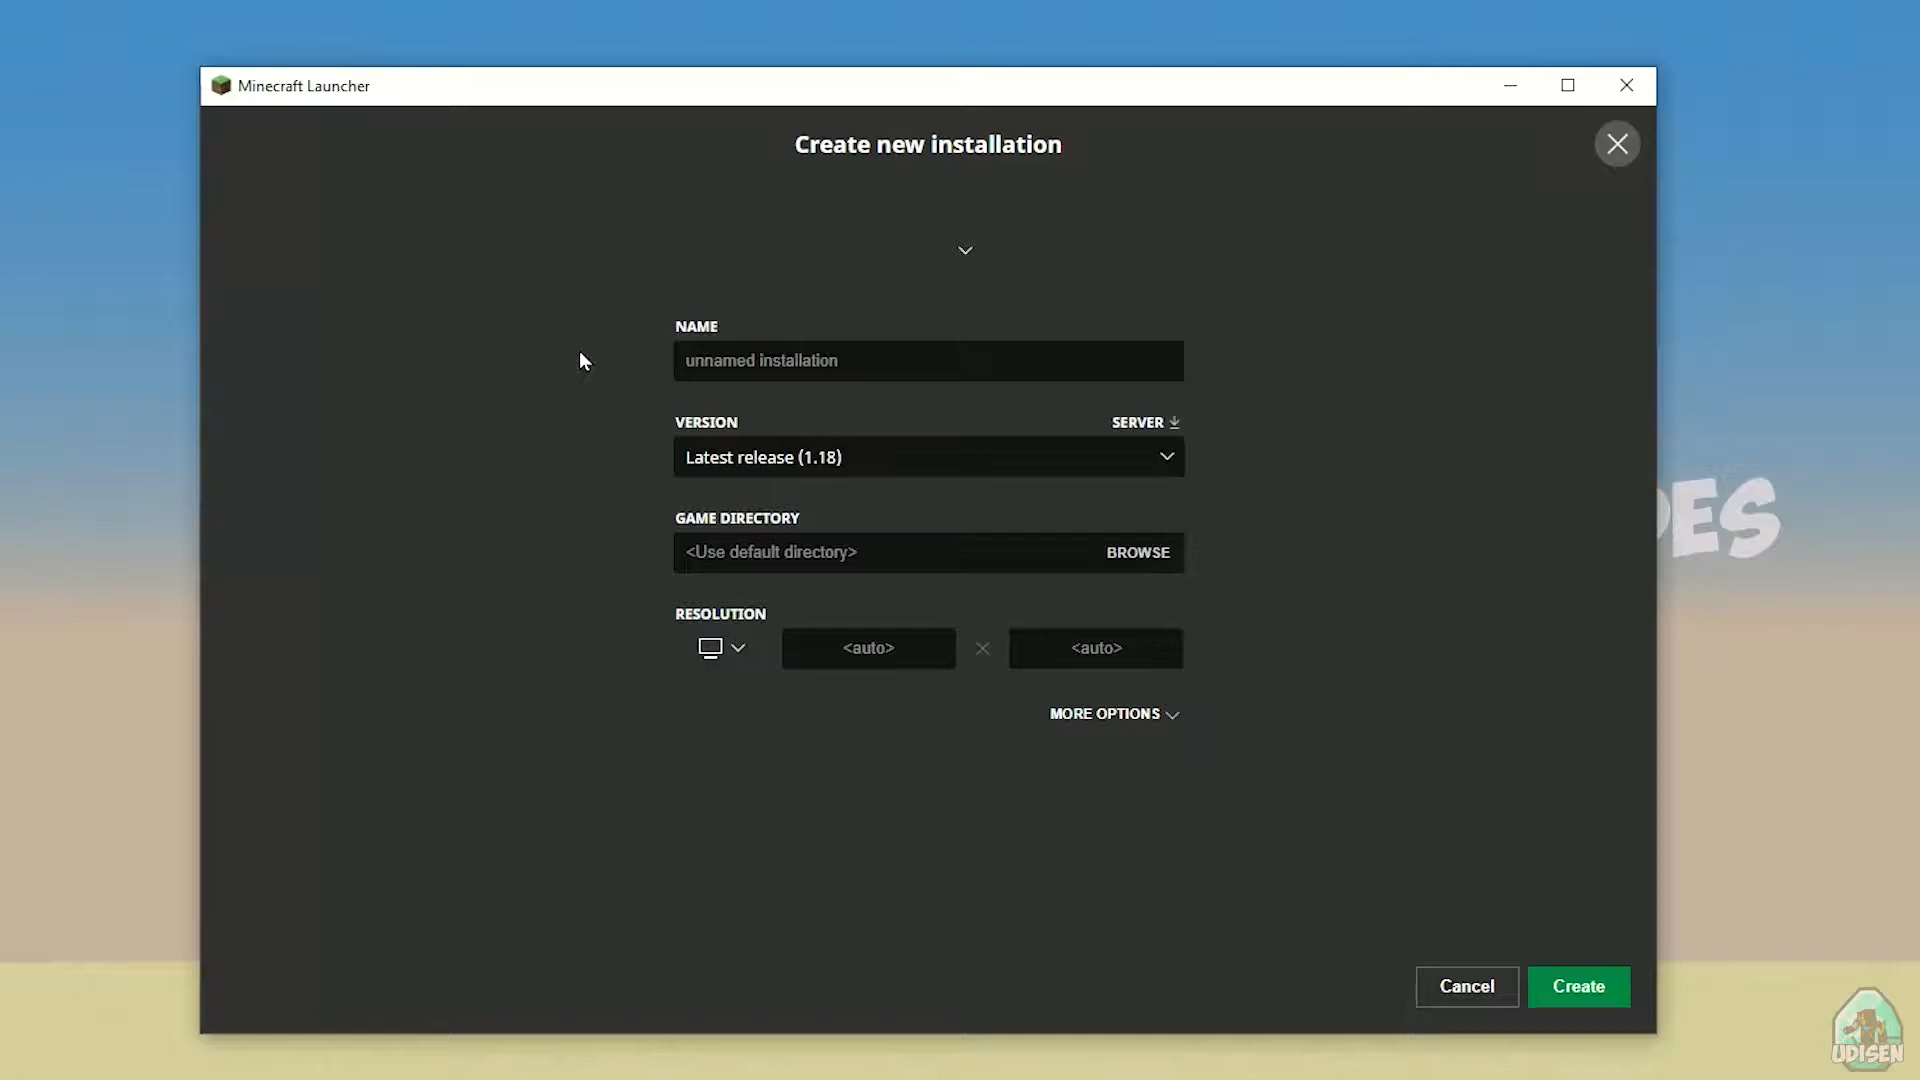 Minecraft Launcher
Create new installation
NAME
unnamed installation
VERSION
SERVER
Latest release (1.18)
GAME DIRECTORY
<Use default directory>
BROWSE
RESOLUTION
<auto>
<auto>
MORE OPTIONS
Cancel
Create
UDISEN